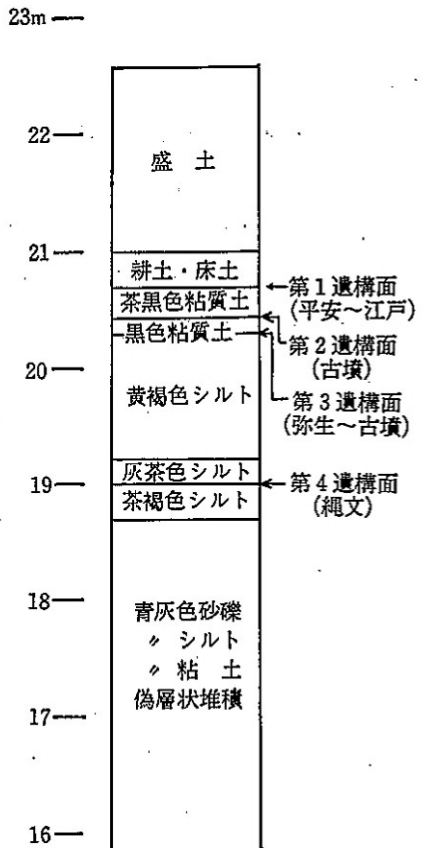 23m
22
盛 土
21
耕土・床土
第1遺構面
(平安〜江戸)
茶黒色粘質土
黒色粘質土
第2遺構面
(古墳)
20
黄褐色シルト
第3遺構面
(弥生〜古墳)
灰茶色シルト
19
第4遺構面
(縄文)
茶褐色シルト
18
青灰色砂礫
〃 シルト
〃 粘 土
偽層状堆積
17
16